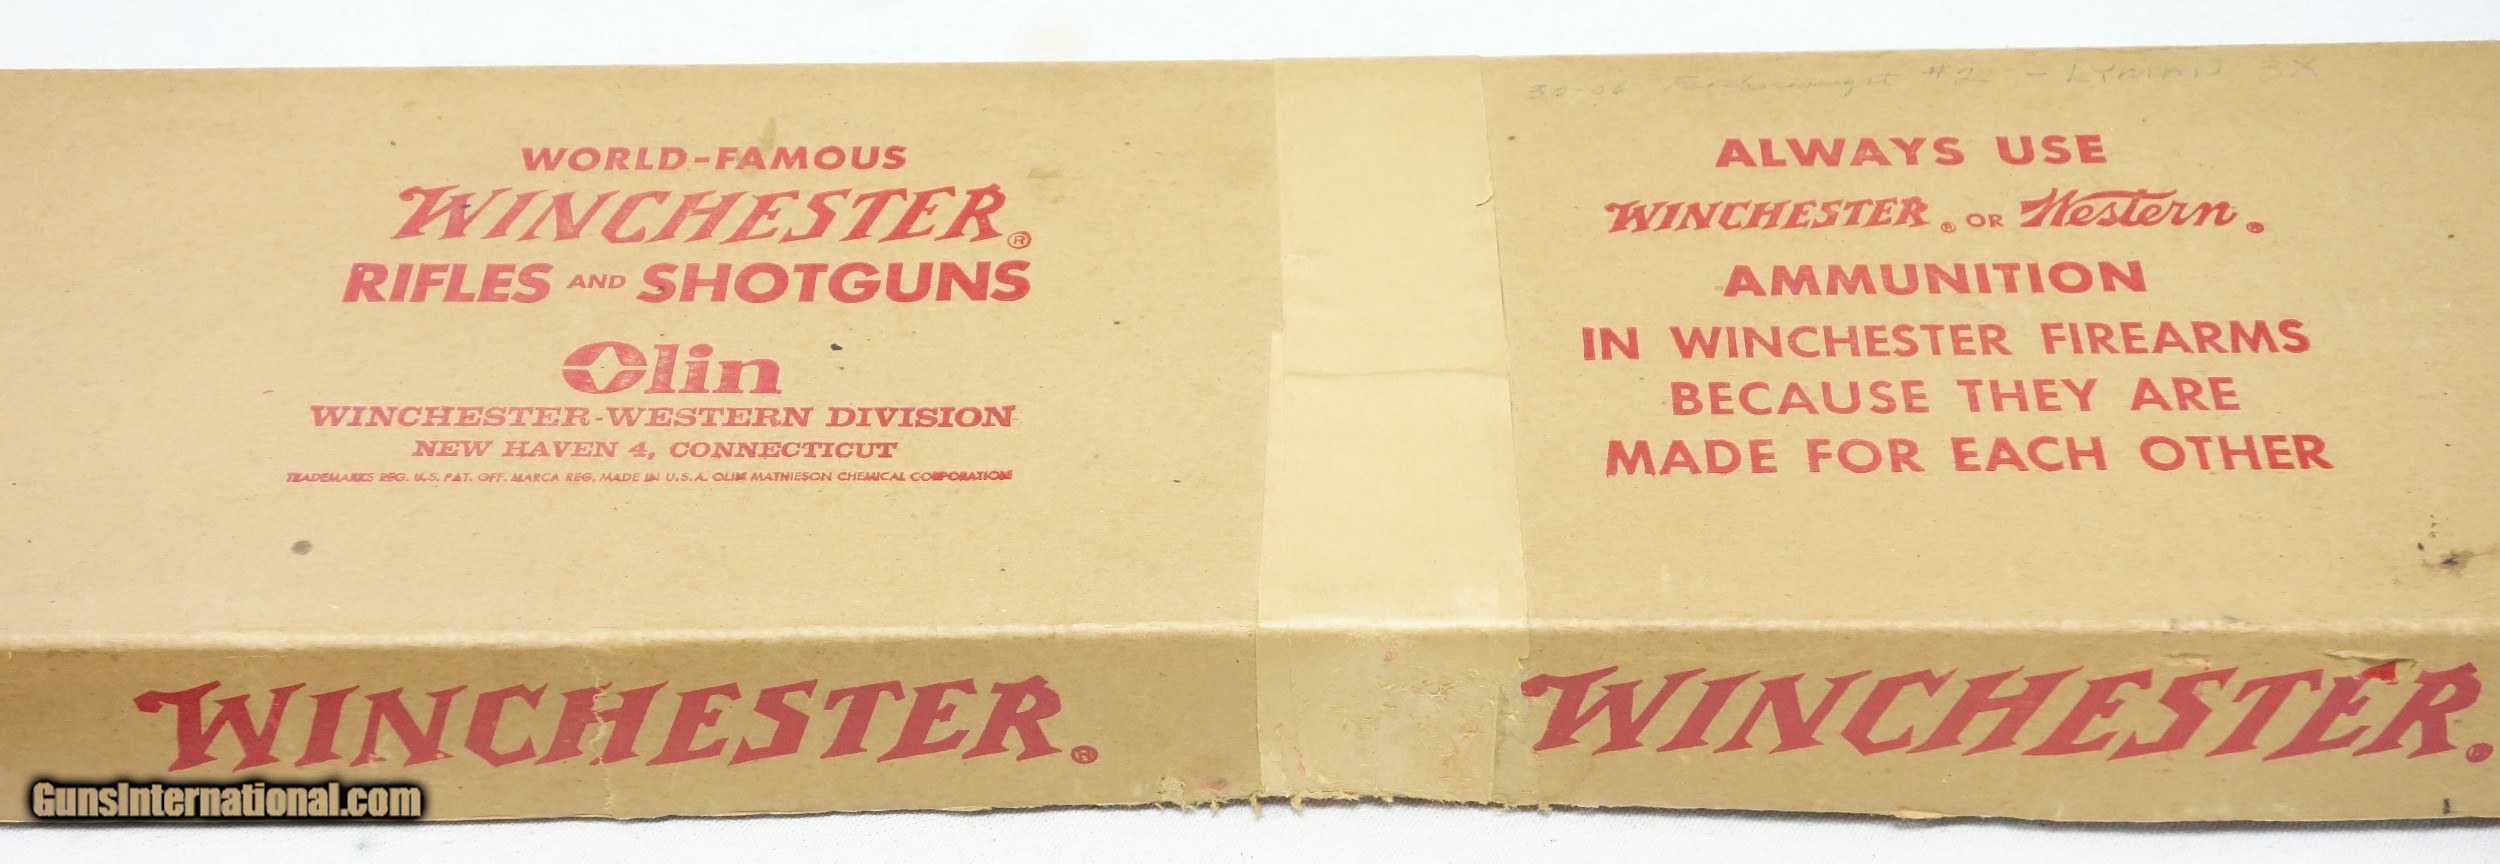 30.06 Featherweight #2 - LYMAN 8X
WORLD-FAMOUS
WINCHESTER®
RIFLES AND SHOTGUNS
Olin
WINCHESTER-WESTERN DIVISION
NEW HAVEN 4, CONNECTICUT
TRADEMARKS REG. U.S. PAT. OFF. MARCA REG. MADE IN U.S.A. OLIN MATHIESON CHEMICAL CORPORATION
ALWAYS USE
WINCHESTER® OR Western®
AMMUNITION
IN WINCHESTER FIREARMS
BECAUSE THEY ARE
MADE FOR EACH OTHER
WINCHESTER®
WINCHESTER®
GunsInternational.com